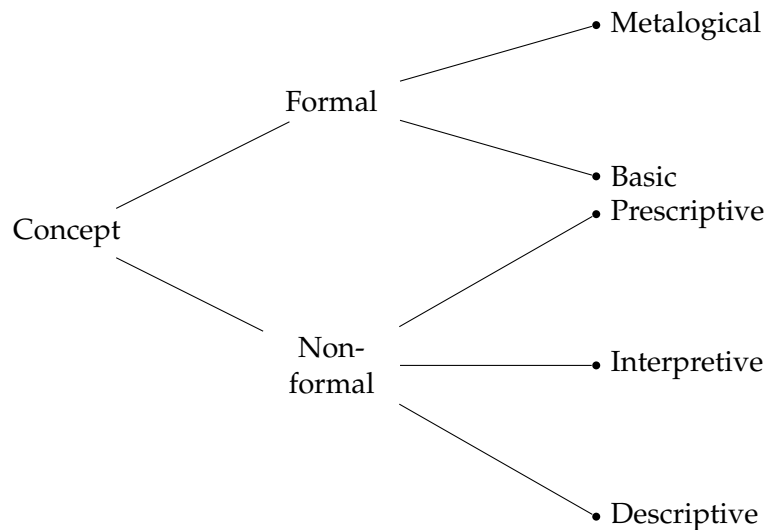 Metalogical
Formal
Basic
Prescriptive
Concept
Non-
formal
Interpretive
Descriptive